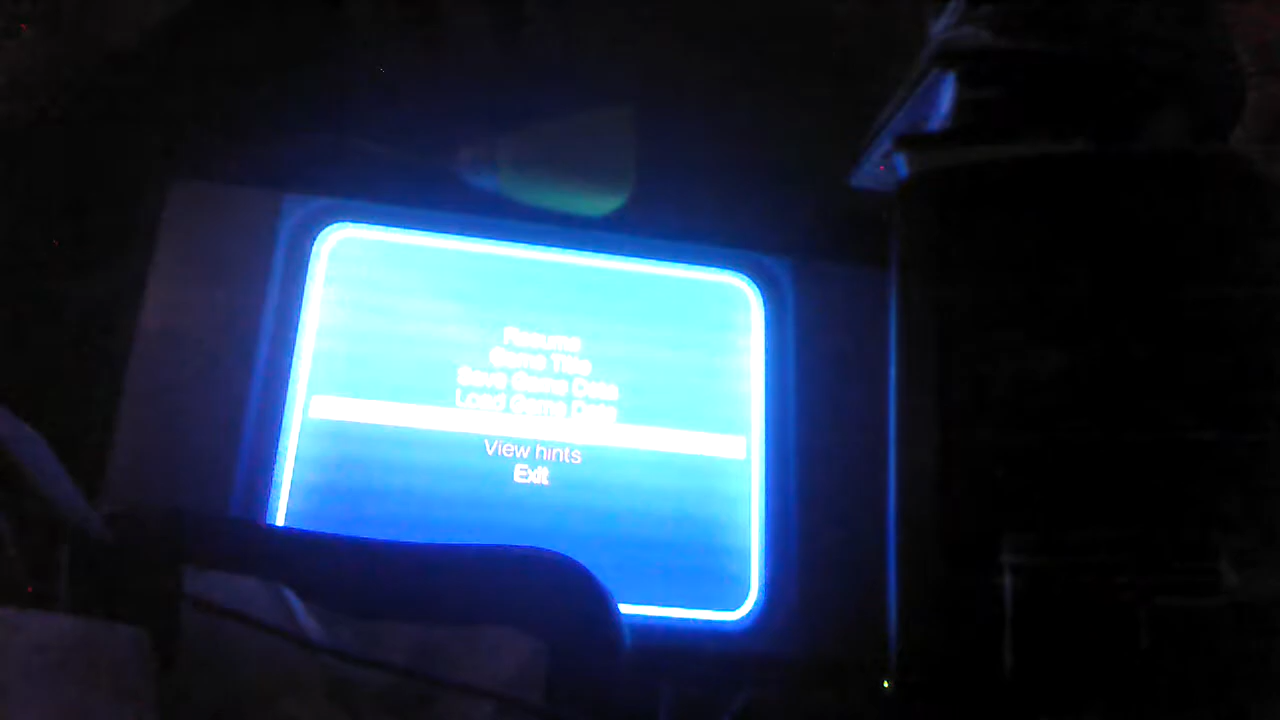 Resume
Game Title
Save Game Data
Load Game Data
View hints
Exit